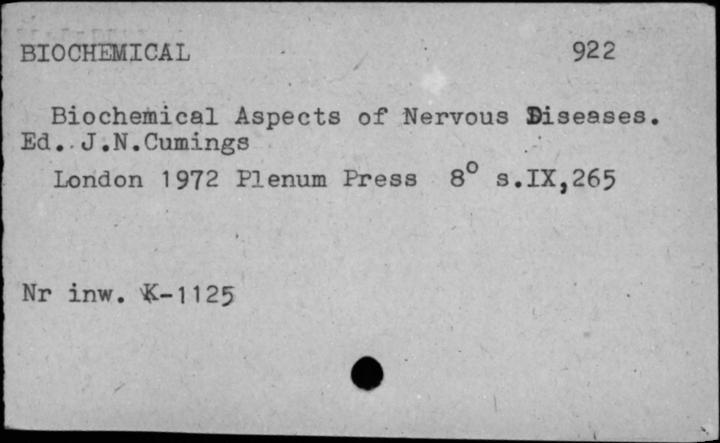 BIOCHEMICAL 922
Biochemical Aspects of Nervous Diseases.
Ed. J.N.Cumings
London 1972 Plenum Press 8° s.IX,265
Nr inw. K-1125